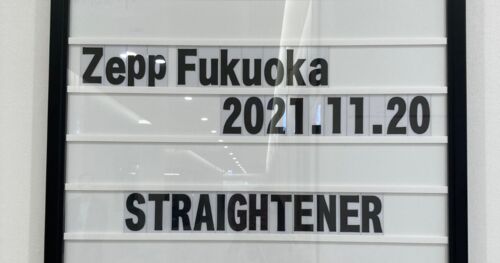 Zepp Fukuoka
2021.11.20
STRAIGHTENER